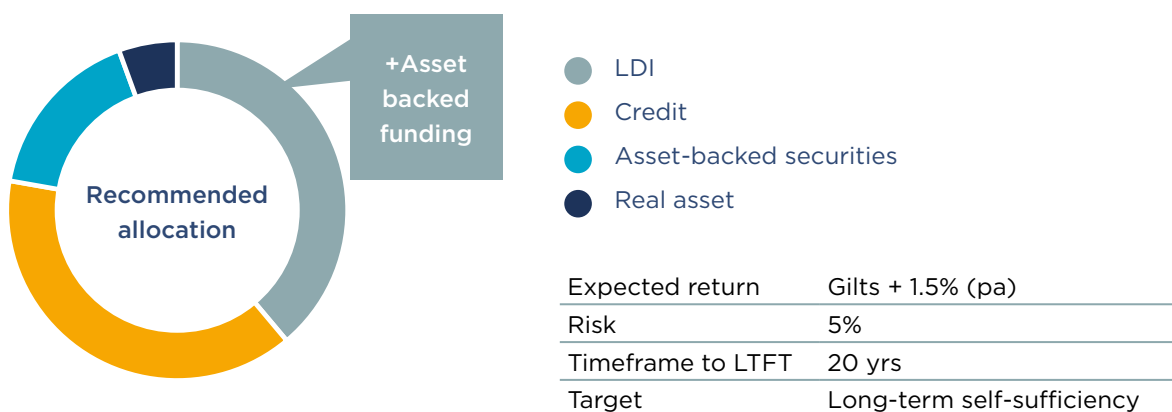 +Asset
backed
funding
Recommended
allocation
LDI
Credit
Asset-backed securities
Real asset
Expected return Gilts + 1.5% (pa)
Risk 5%
Timeframe to LTFT 20 yrs
Target Long-term self-sufficiency